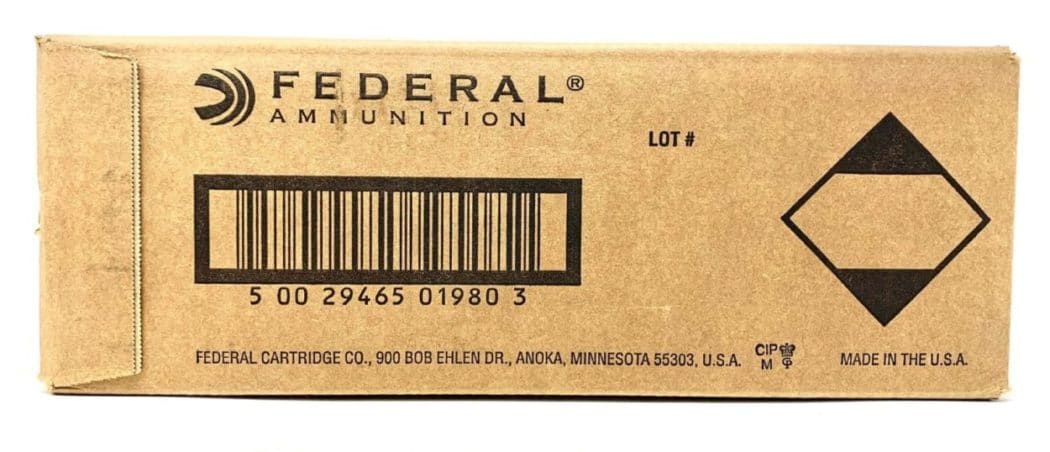 FEDERAL®
AMMUNITION
LOT #
5 00 29465 01980 3
FEDERAL CARTRIDGE CO., 900 BOB EHLEN DR., ANOKA, MINNESOTA 55303, U.S.A.
CIP
M
MADE IN THE U.S.A.